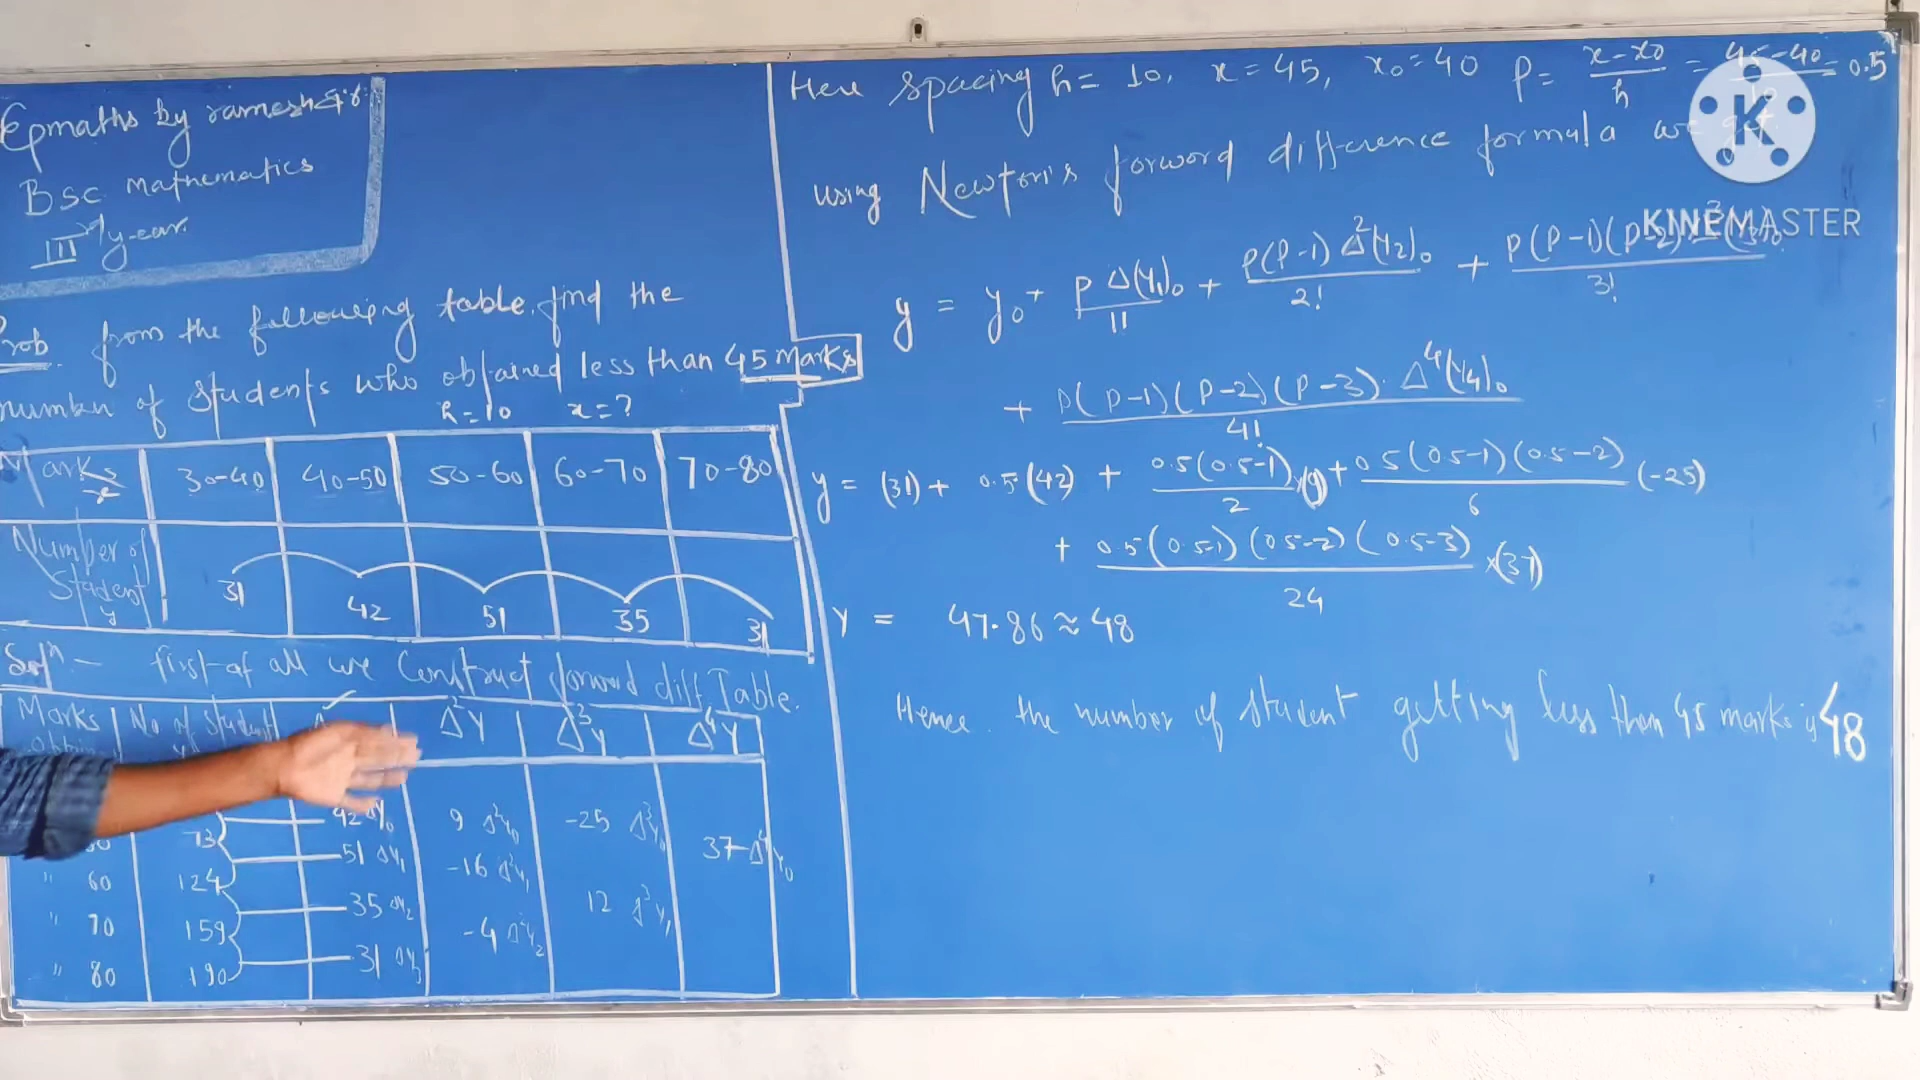 Epmaths by ramesh sir
BSC Mathematics
III year
Prob. from the following table, find the
number of students who obtained less than 45 marks
h=10 x=?
Marks x 30-40 40-50 50-60 60-70 70-80
Number of Student y 31 42 51 35 31
Soln - first of all we Construct forward diff. Table.
Marks No of Student Δ²y Δ³y Δ⁴y
73 42 Δy₀ 9 Δ²y₀ -25 Δ³y₀ 37-Δ⁴y₀
51 Δy₁ -16 Δ²y₁
" 60 124
35 Δy₂ 12 Δ³y₁
" 70 159 -4 Δ²y₂
31 Δy₃
" 80 190
Here spacing h= 10, x=45, x₀=40 p= x-x₀/h = 45-40/10 = 0.5
using Newton's forword difference formula we get
y = y₀+ p Δ(y₁)₀/1! + p(p-1) Δ²(y₂)₀/2! + p(p-1)(p-2) Δ³(y₃)₀/3!
+ p(p-1)(p-2)(p-3). Δ⁴(y₄)₀/4!
y = (31) + 0.5(42) + 0.5(0.5-1)/2 ×(9) + 0.5(0.5-1)(0.5-2)/6 (-25)
+ 0.5(0.5-1)(0.5-2)(0.5-3)/24 ×(37)
Y = 47.86 ≈ 48
Hence the number of student getting less then 45 marks is 48
K
KINEMASTER